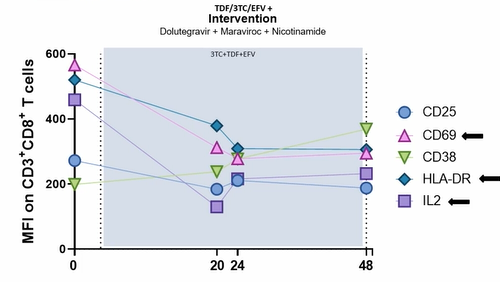 TDF/3TC/EFV +
Intervention
Dolutegravir + Maraviroc + Nicotinamide
3TC+TDF+EFV
MFI on CD3+CD8+ T cells
600
400
200
0
0
20
24
48
CD25
CD69
CD38
HLA-DR
IL2